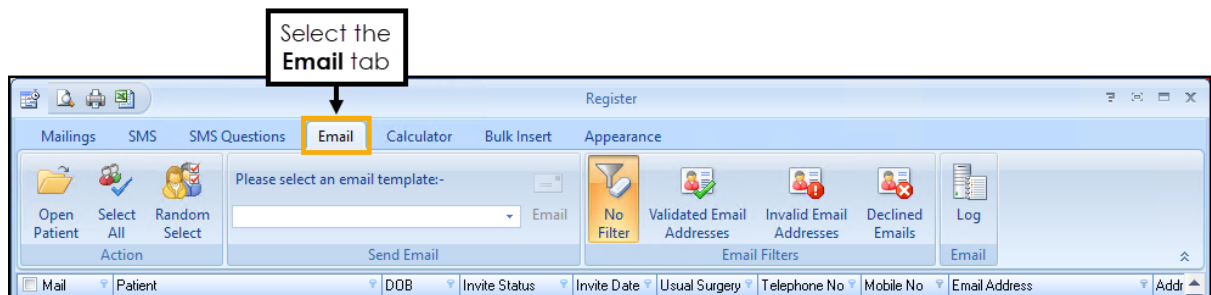 Select the
Email tab
Register
Mailings SMS SMS Questions Email Calculator Bulk Insert Appearance
Please select an email template:-
Open Patient Select All Random Select Email No Filter Validated Email Addresses Invalid Email Addresses Declined Emails Log
Action Send Email Email Filters Email
Mail Patient DOB Invite Status Invite Date Usual Surgery Telephone No Mobile No Email Address Addr